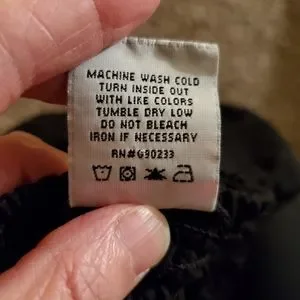 MACHINE WASH COLD
TURN INSIDE OUT
WITH LIKE COLORS
TUMBLE DRY LOW
DO NOT BLEACH
IRON IF NECESSARY
RN#G90233